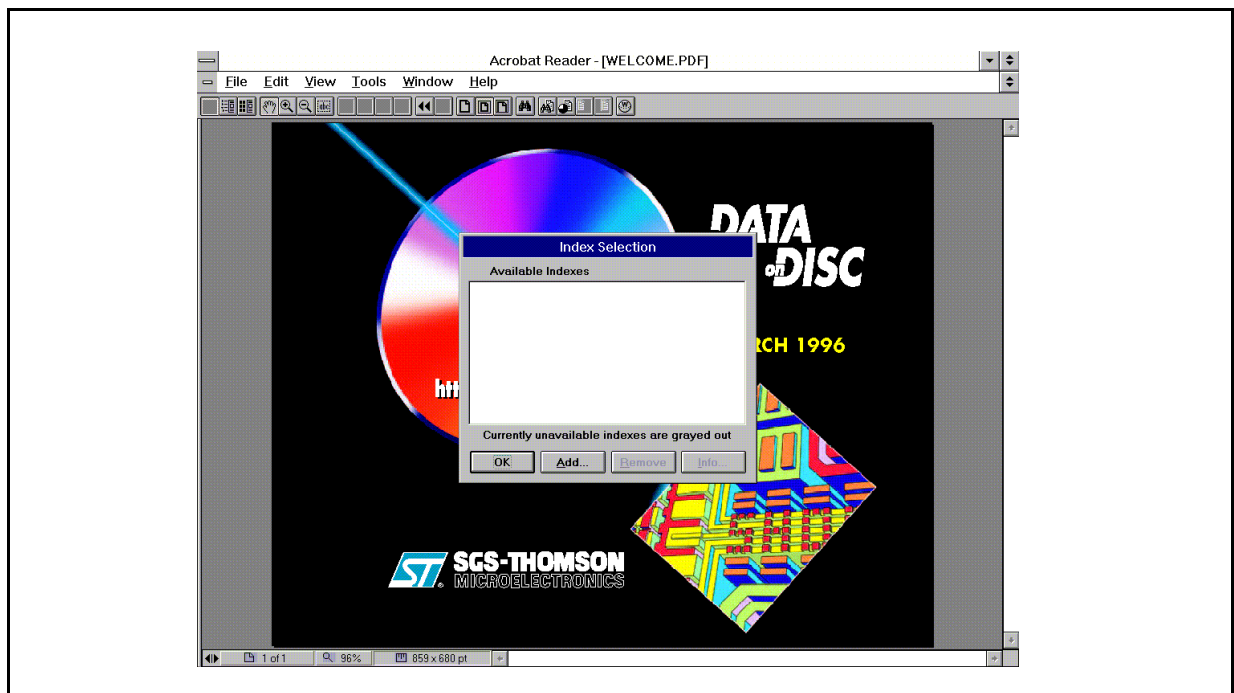 Acrobat Reader - [WELCOME.PDF]
File Edit View Tools Window Help
DATA
on DISC
Index Selection
Available Indexes
1996
Currently unavailable indexes are grayed out
OK Add... Remove Info...
ST SGS-THOMSON
MICROELECTRONICS
1 of 1 96% 859 x 680 pt